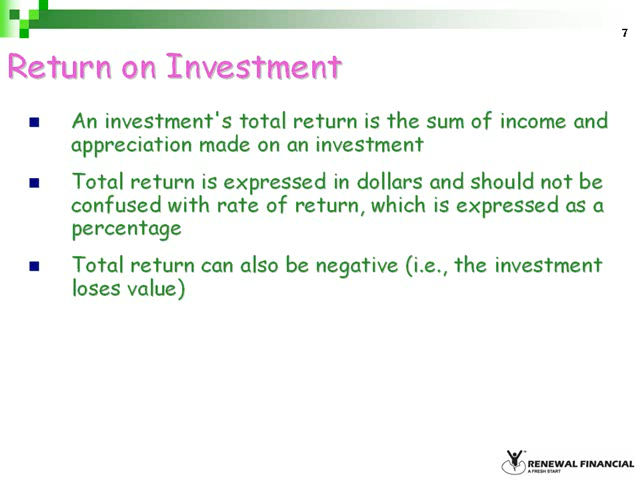 7
Return on Investment
An investment's total return is the sum of income and
appreciation made on an investment
Total return is expressed in dollars and should not be
confused with rate of return, which is expressed as a
percentage
Total return can also be negative (i.e., the investment
loses value)
RENEWAL FINANCIAL
A FRESH START